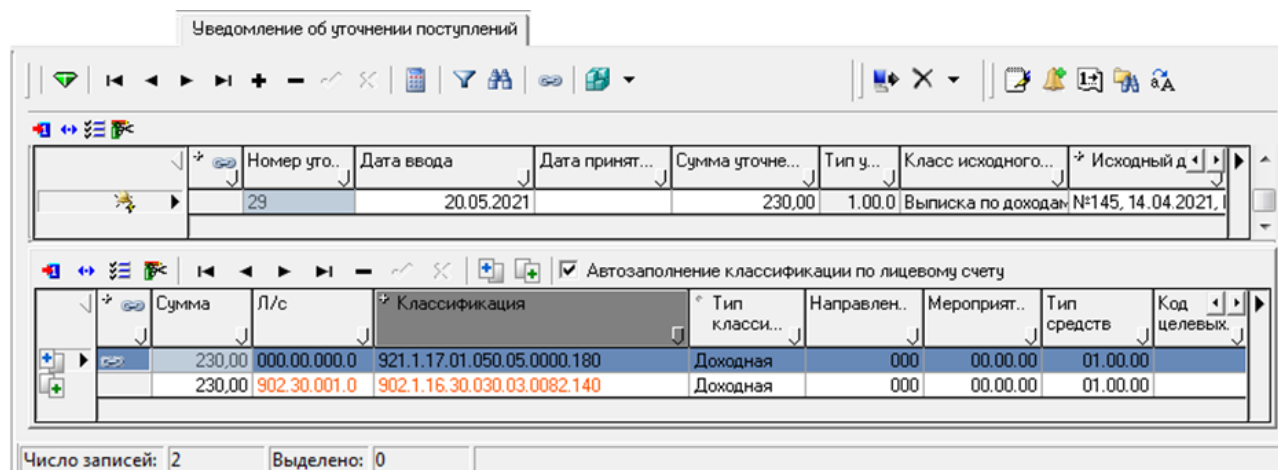 Уведомление об уточнении поступлений
Номер уто.. Дата ввода Дата принят... Сумма уточне... Тип у... Класс исходного... Исходный д
29 20.05.2021 230,00 1.00.0 Выписка по доходам №145, 14.04.2021,
Автозаполнение классификации по лицевому счету
Сумма Л/с Классификация Тип класси... Направлен.. Мероприят.. Тип средств Код целевых.
230,00 000.00.000.0 921.1.17.01.050.05.0000.180 Доходная 000 00.00.00 01.00.00
230,00 902.30.001.0 902.1.16.30.030.03.0082.140 Доходная 000 00.00.00 01.00.00
Число записей: 2 Выделено: 0